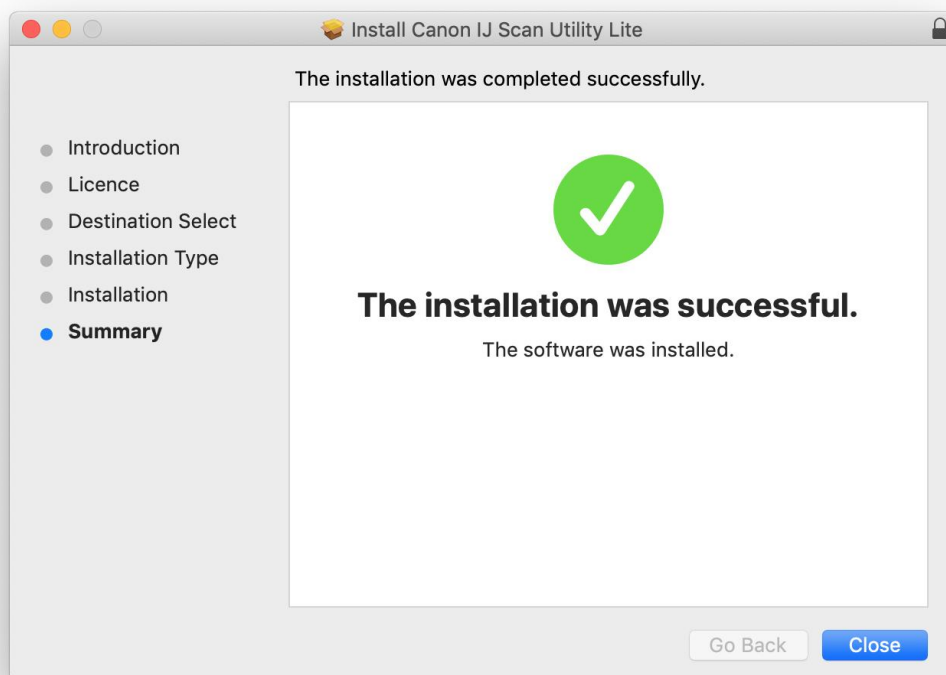 Install Canon IJ Scan Utility Lite
The installation was completed successfully.
Introduction
Licence
Destination Select
Installation Type
Installation
Summary
The installation was successful.
The software was installed.
Go Back
Close